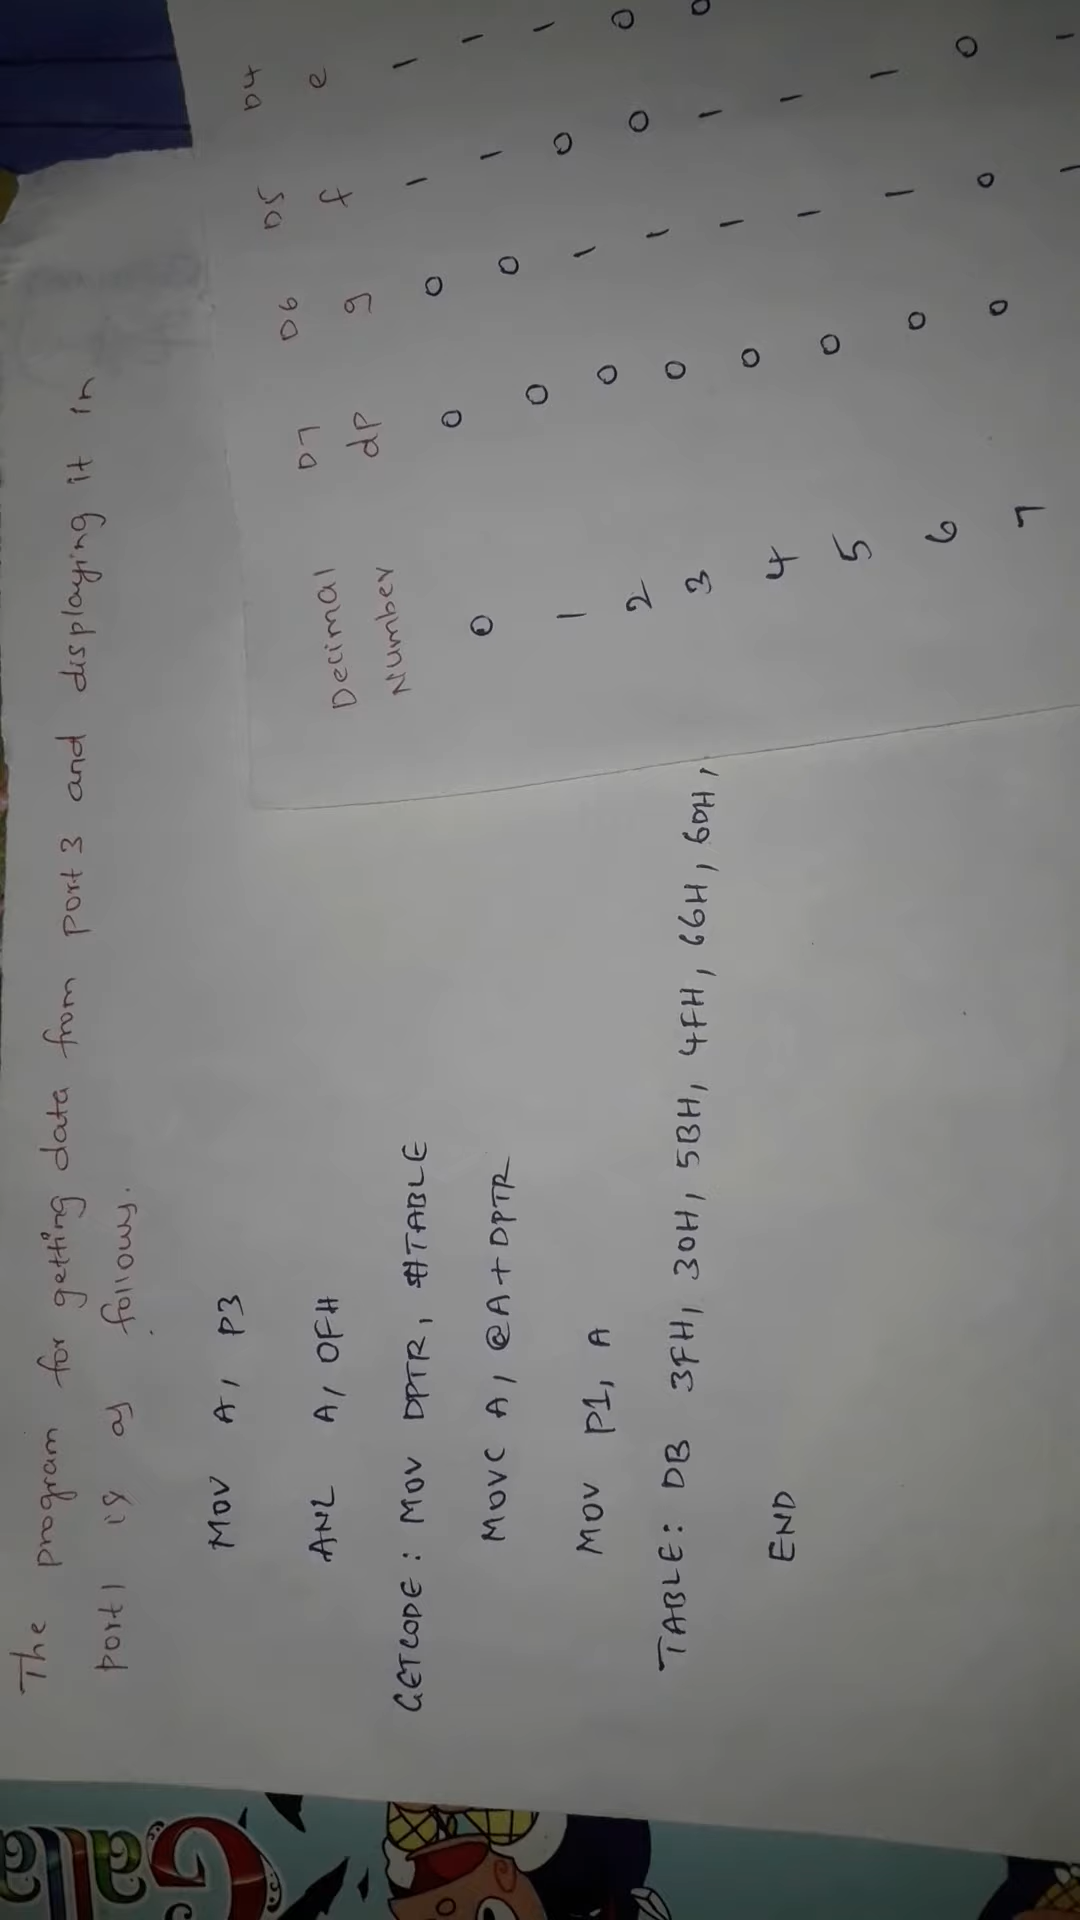 The program for getting data from port 3 and displaying it in
port1 is as follows.
MOV A, P3
ANL A, 0FH
GETCODE: MOV DPTR, #TABLE
MOVC A, @A+DPTR
MOV P1, A
TABLE: DB 3FH, 30H, 5BH, 4FH, 66H, 6DH,
END
Decimal D7 D6 D5 D4
Number dp g f e
0 0 0 1 1
1 0 0 1 1
2 0 1 0 1
3 0 1 0 0
4 0 1 1 0
5 0 1 1
6 0 1 1
7 0 0 0
1 1